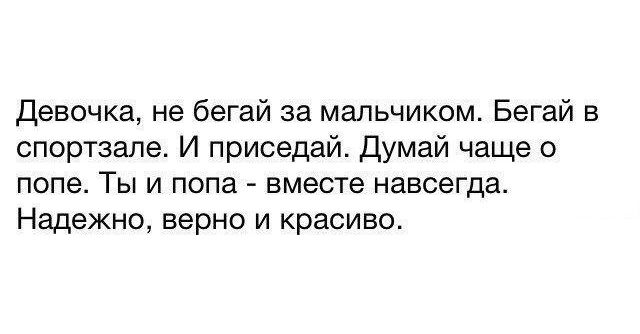 Девочка, не бегай за мальчиком. Бегай в
спортзале. И приседай. Думай чаще о
попе. Ты и попа - вместе навсегда.
Надежно, верно и красиво.